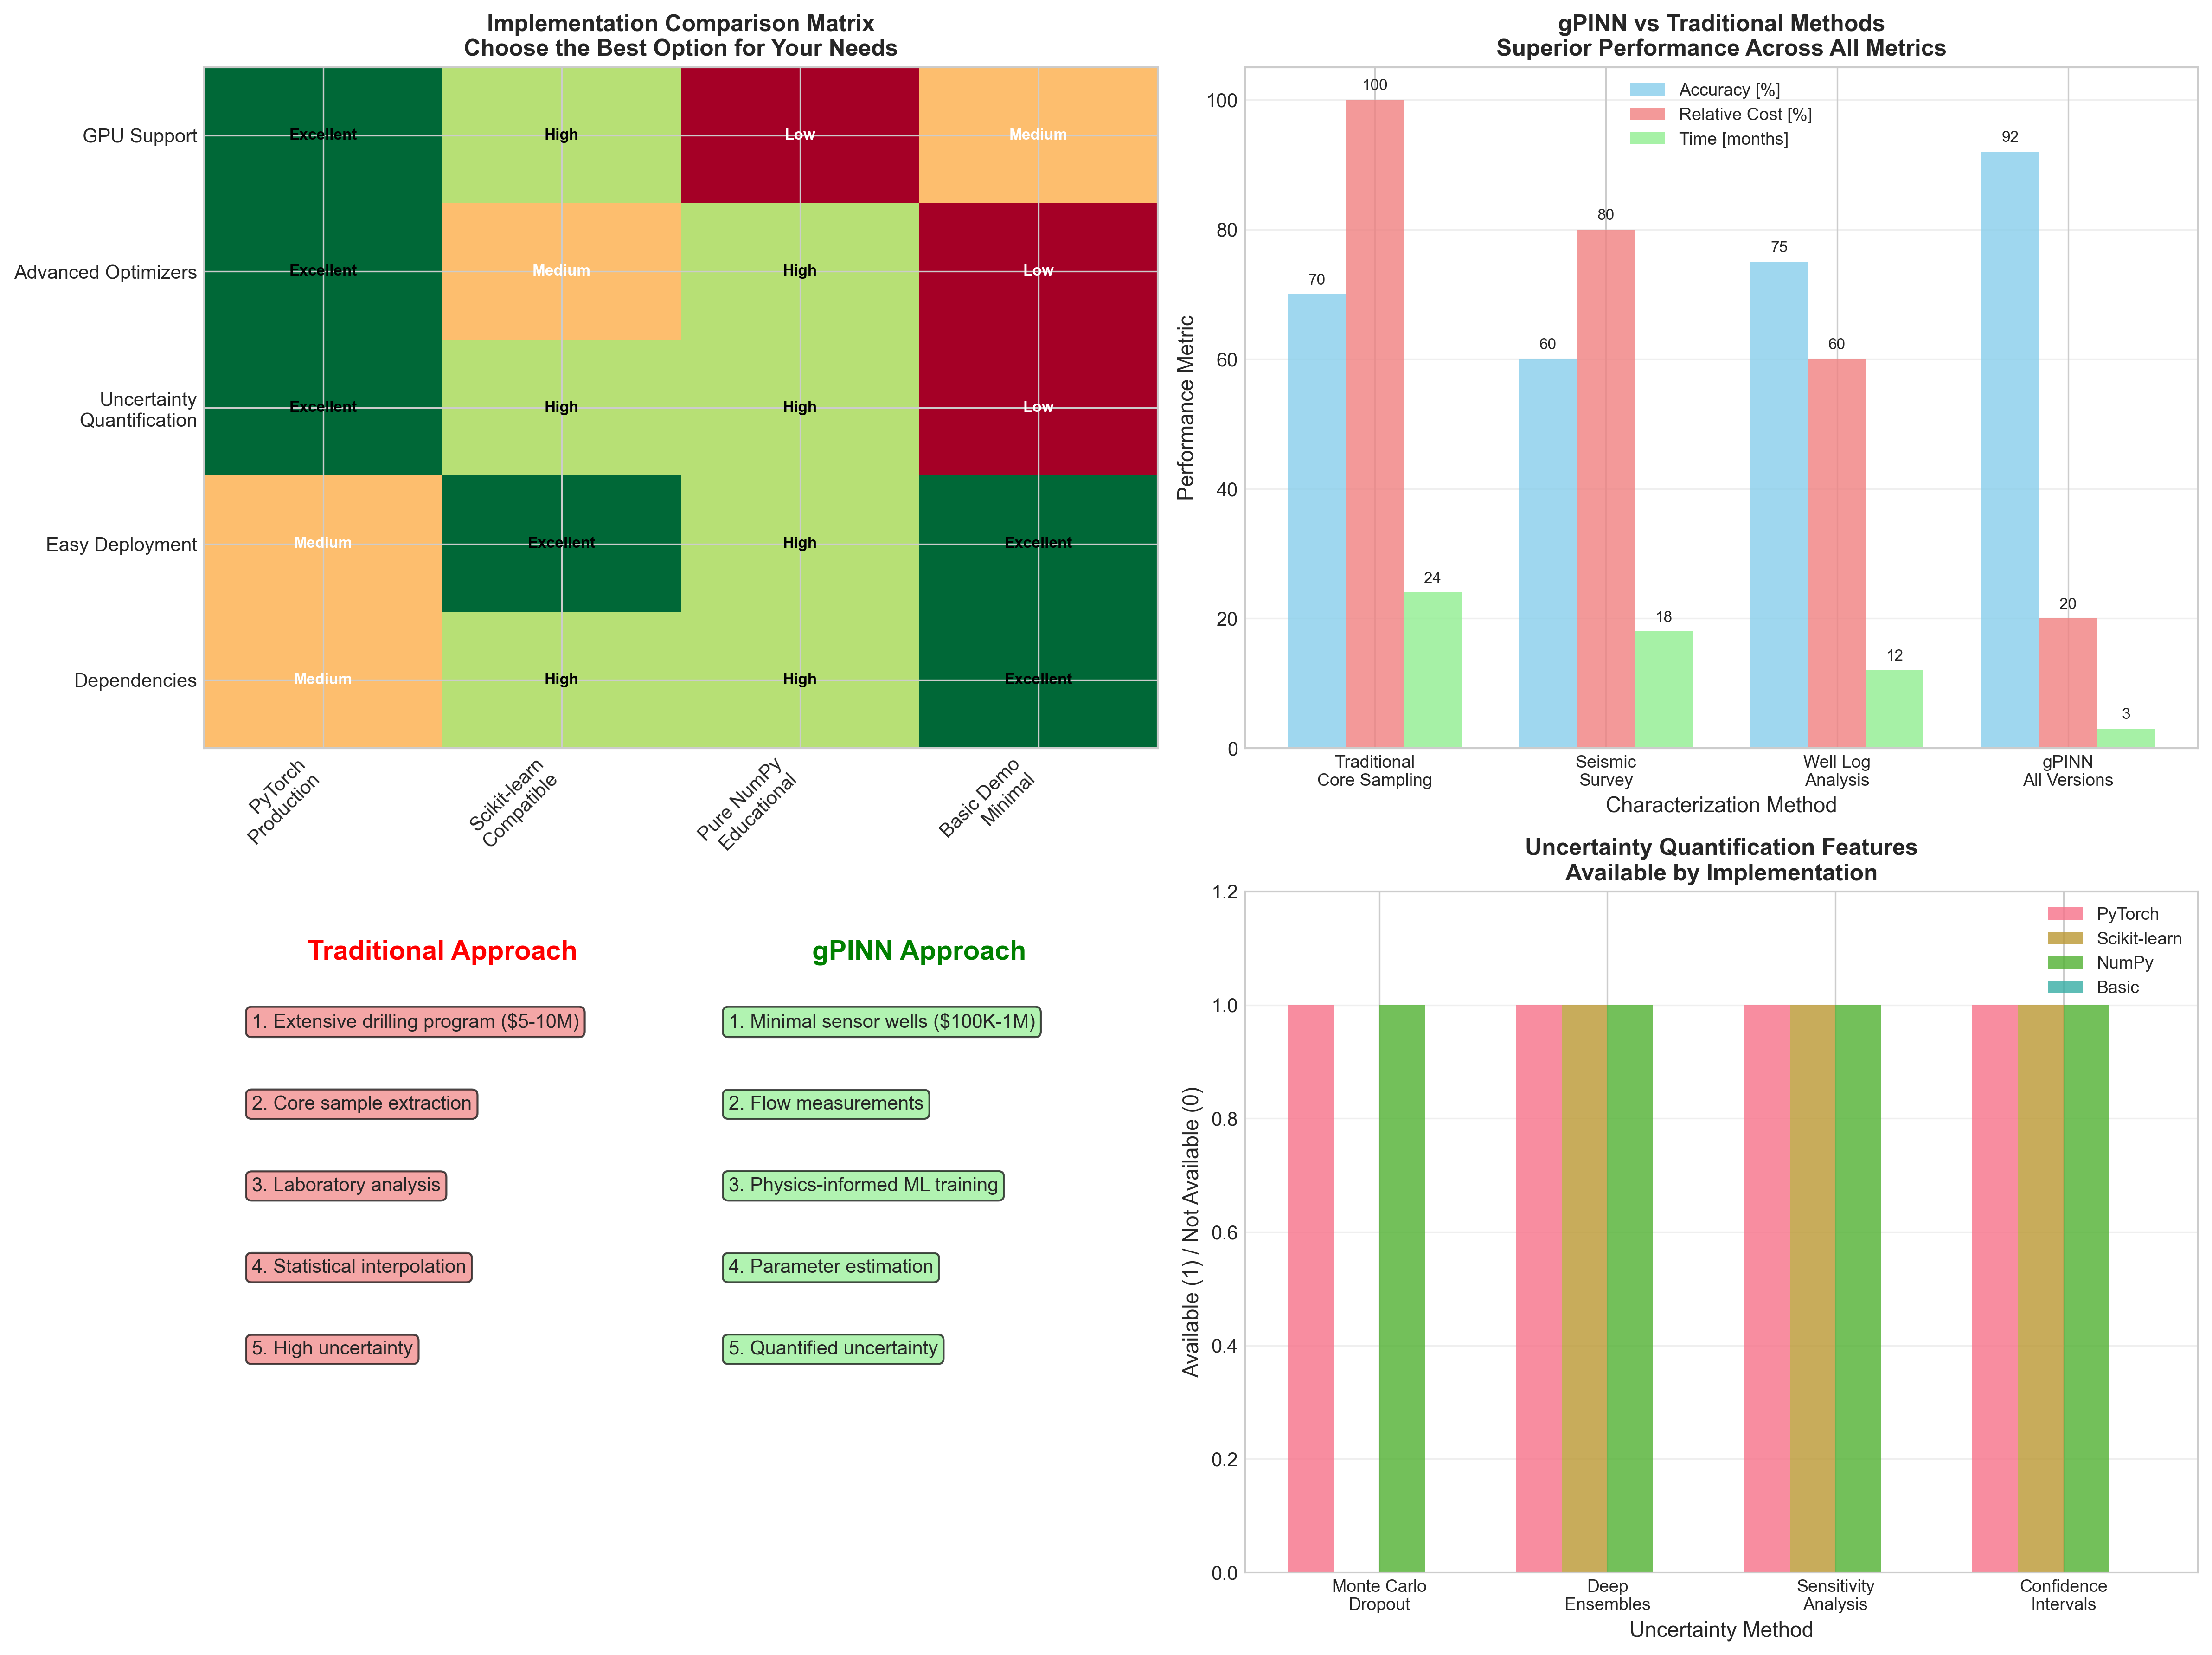 Implementation Comparison Matrix
Choose the Best Option for Your Needs
GPU Support
Excellent
High
Low
Medium
Advanced Optimizers
Excellent
Medium
High
Low
Uncertainty
Quantification
Excellent
High
High
Low
Easy Deployment
Medium
Excellent
High
Excellent
Dependencies
Medium
High
High
Excellent
PyTorch
Production
Scikit-learn
Compatible
Pure NumPy
Educational
Basic Demo
Minimal
gPINN vs Traditional Methods
Superior Performance Across All Metrics
Accuracy [%]
Relative Cost [%]
Time [months]
Performance Metric
100
80
60
40
20
0
70
100
24
60
80
18
75
60
12
92
20
3
Traditional
Core Sampling
Seismic
Survey
Well Log
Analysis
gPINN
All Versions
Characterization Method
Traditional Approach
1. Extensive drilling program ($5-10M)
2. Core sample extraction
3. Laboratory analysis
4. Statistical interpolation
5. High uncertainty
gPINN Approach
1. Minimal sensor wells ($100K-1M)
2. Flow measurements
3. Physics-informed ML training
4. Parameter estimation
5. Quantified uncertainty
Uncertainty Quantification Features
Available by Implementation
PyTorch
Scikit-learn
NumPy
Basic
Available (1) / Not Available (0)
1.2
1.0
0.8
0.6
0.4
0.2
0.0
Monte Carlo
Dropout
Deep
Ensembles
Sensitivity
Analysis
Confidence
Intervals
Uncertainty Method